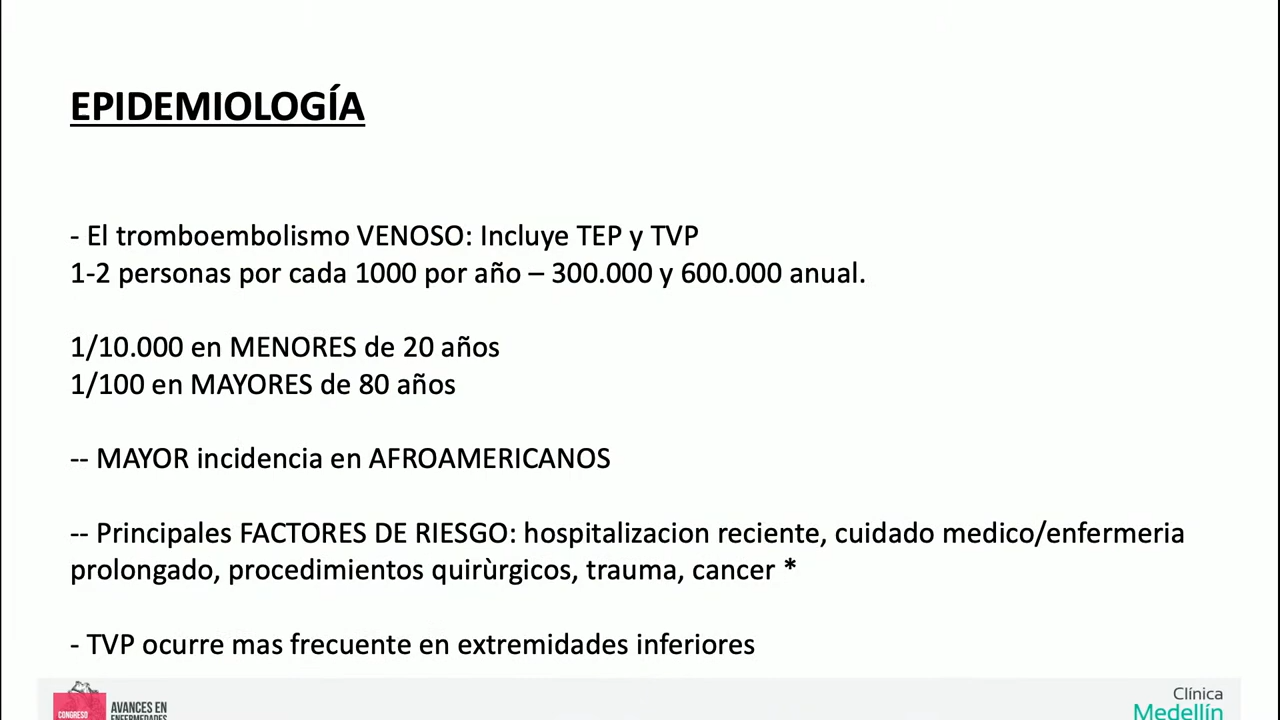 EPIDEMIOLOGÍA
- El tromboembolismo VENOSO: Incluye TEP y TVP
1-2 personas por cada 1000 por año – 300.000 y 600.000 anual.
1/10.000 en MENORES de 20 años
1/100 en MAYORES de 80 años
-- MAYOR incidencia en AFROAMERICANOS
-- Principales FACTORES DE RIESGO: hospitalizacion reciente, cuidado medico/enfermeria
prolongado, procedimientos quirùrgicos, trauma, cancer *
- TVP ocurre mas frecuente en extremidades inferiores
CONGRESO
AVANCES EN
ENFERMEDADES
Clínica
Medellín